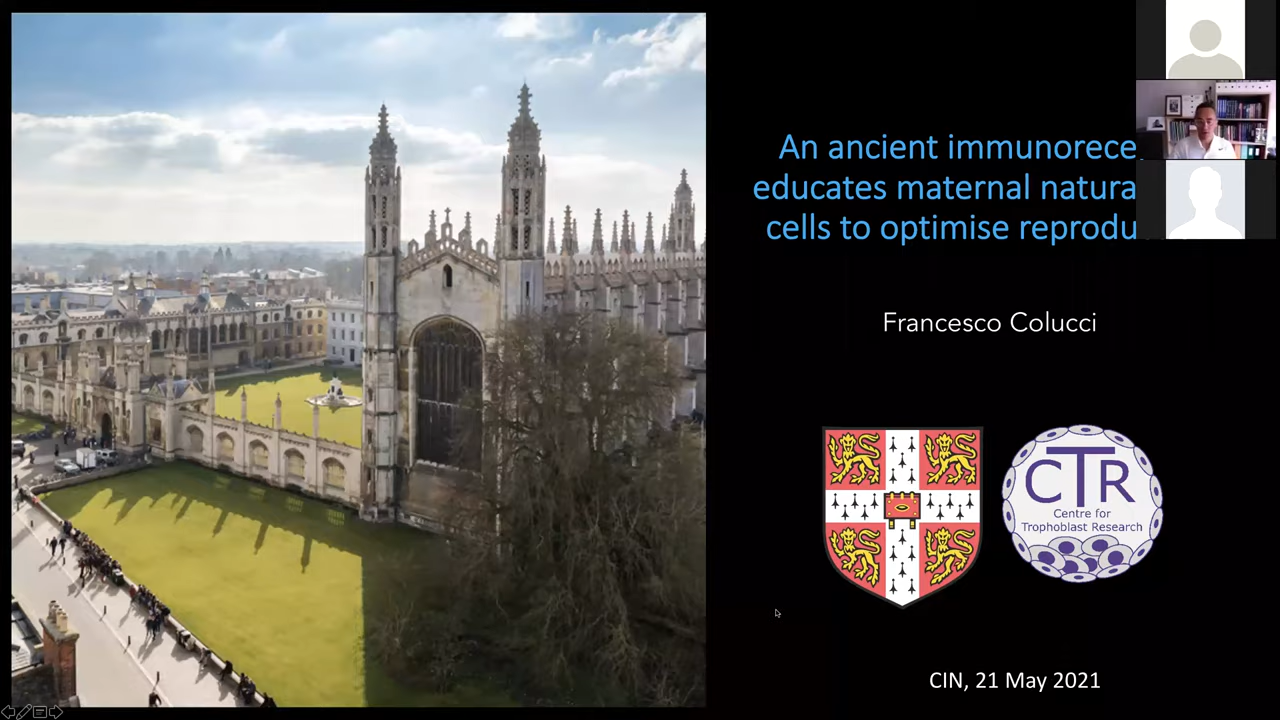 An ancient immunorece
educates maternal natura
cells to optimise reprodu
Francesco Colucci
CTR
Centre for
Trophoblast Research
CIN, 21 May 2021